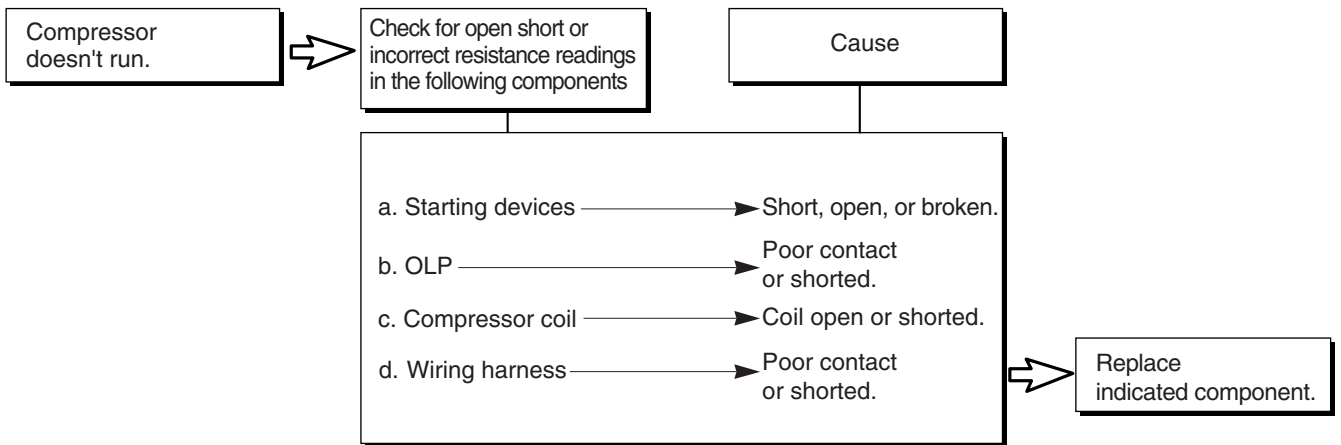 Compressor
doesn't run.
Check for open short or
incorrect resistance readings
in the following components
Cause
a. Starting devices
Short, open, or broken.
b. OLP
Poor contact
or shorted.
c. Compressor coil
Coil open or shorted.
d. Wiring harness
Poor contact
or shorted.
Replace
indicated component.